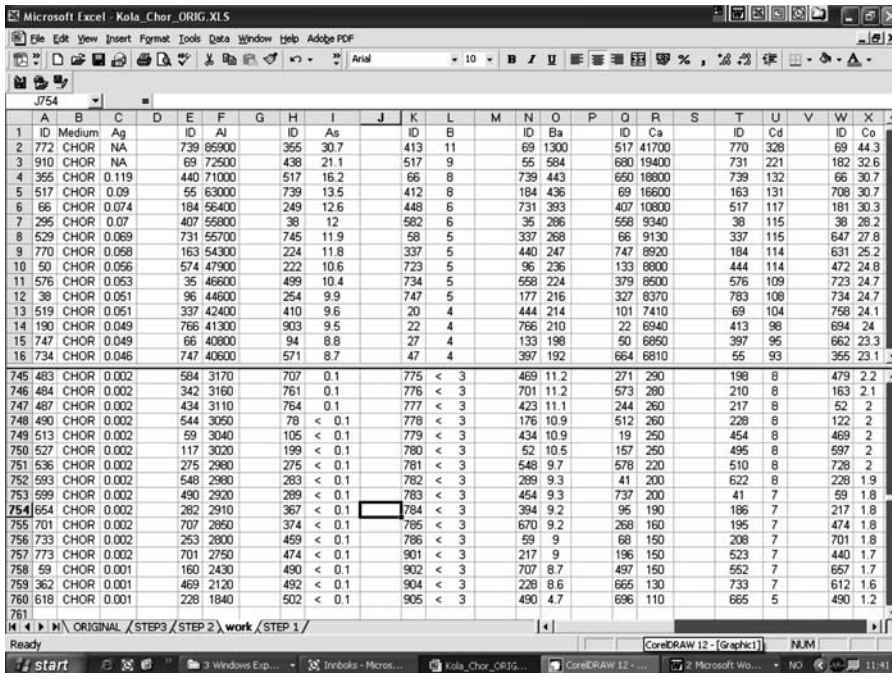 Microsoft Excel - Kola_Chor_ORIG.XLS
File Edit View Insert Format Tools Data Window Help Adobe PDF
Arial 10 B I U
J754 =
A B C D E F G H I J K L M N O P Q R S T U V W X
1 ID Medium Ag ID Al ID As ID B ID Ba ID Ca ID Cd ID Co
2 772 CHOR NA 739 85900 355 30.7 413 11 69 1300 517 41700 770 328 69 44.3
3 910 CHOR NA 69 72500 438 21.1 517 9 55 584 680 19400 731 221 182 32.6
4 355 CHOR 0.119 440 71000 517 16.2 66 8 739 443 650 18800 739 132 66 30.7
5 517 CHOR 0.09 55 63000 739 13.5 412 8 184 436 69 16600 163 131 708 30.7
6 66 CHOR 0.074 184 56400 249 12.6 448 6 731 393 407 10800 517 117 181 30.3
7 295 CHOR 0.07 407 55800 38 12 582 6 35 286 558 9340 38 115 38 28.2
8 529 CHOR 0.069 731 55700 745 11.9 58 5 337 268 66 9130 337 115 647 27.8
9 770 CHOR 0.058 163 54300 224 11.8 337 5 440 247 747 8920 184 114 631 25.2
10 50 CHOR 0.056 574 47900 222 10.6 723 5 96 236 133 8800 444 114 472 24.8
11 576 CHOR 0.053 35 46600 499 10.4 734 5 558 224 379 8500 576 109 723 24.7
12 38 CHOR 0.051 96 44600 254 9.9 747 5 177 216 327 8370 783 108 734 24.7
13 519 CHOR 0.051 337 42400 410 9.6 20 4 444 214 101 7410 69 104 758 24.1
14 190 CHOR 0.049 766 41300 903 9.5 22 4 766 210 22 6940 413 98 694 24
15 747 CHOR 0.049 66 40800 94 8.8 27 4 133 198 50 6850 397 95 662 23.3
16 734 CHOR 0.046 747 40600 571 8.7 47 4 397 192 664 6810 55 93 355 23.1
745 483 CHOR 0.002 584 3170 707 0.1 775 < 3 469 11.2 271 290 198 8 479 2.2
746 484 CHOR 0.002 342 3160 761 0.1 776 < 3 701 11.2 573 280 210 8 163 2.1
747 487 CHOR 0.002 434 3110 764 0.1 777 < 3 423 11.1 244 260 217 8 52 2
748 490 CHOR 0.002 544 3050 78 < 0.1 778 < 3 176 10.9 512 260 228 8 122 2
749 513 CHOR 0.002 59 3040 105 < 0.1 779 < 3 434 10.9 19 250 454 8 469 2
750 527 CHOR 0.002 117 3020 199 < 0.1 780 < 3 52 10.5 157 250 495 8 597 2
751 536 CHOR 0.002 275 2980 275 < 0.1 781 < 3 548 9.7 578 220 510 8 728 2
752 593 CHOR 0.002 548 2980 283 < 0.1 782 < 3 289 9.3 41 200 622 8 228 1.9
753 599 CHOR 0.002 490 2920 289 < 0.1 783 < 3 454 9.3 737 200 41 7 59 1.8
754 654 CHOR 0.002 282 2910 367 < 0.1 784 < 3 394 9.2 95 190 186 7 217 1.8
755 701 CHOR 0.002 707 2850 374 < 0.1 785 < 3 670 9.2 268 160 195 7 474 1.8
756 733 CHOR 0.002 253 2800 459 < 0.1 786 < 3 59 9 68 150 208 7 701 1.8
757 773 CHOR 0.002 701 2750 474 < 0.1 901 < 3 217 9 196 150 523 7 440 1.7
758 59 CHOR 0.001 160 2430 490 < 0.1 902 < 3 707 8.7 497 150 552 7 657 1.7
759 362 CHOR 0.001 469 2120 492 < 0.1 904 < 3 228 8.6 665 130 733 7 612 1.6
760 618 CHOR 0.001 228 1840 502 < 0.1 905 < 3 490 4.7 696 110 665 5 490 1.2
761
ORIGINAL / STEP3 / STEP 2 \ work / STEP 1 /
Ready CorelDRAW 12 - [Graphic1] NUM
start 3 Windows Exp... Innboks - Micros... Kola_Chor_ORIG... CorelDRAW 12 - ... 2 Microsoft Wo... NO 11:41